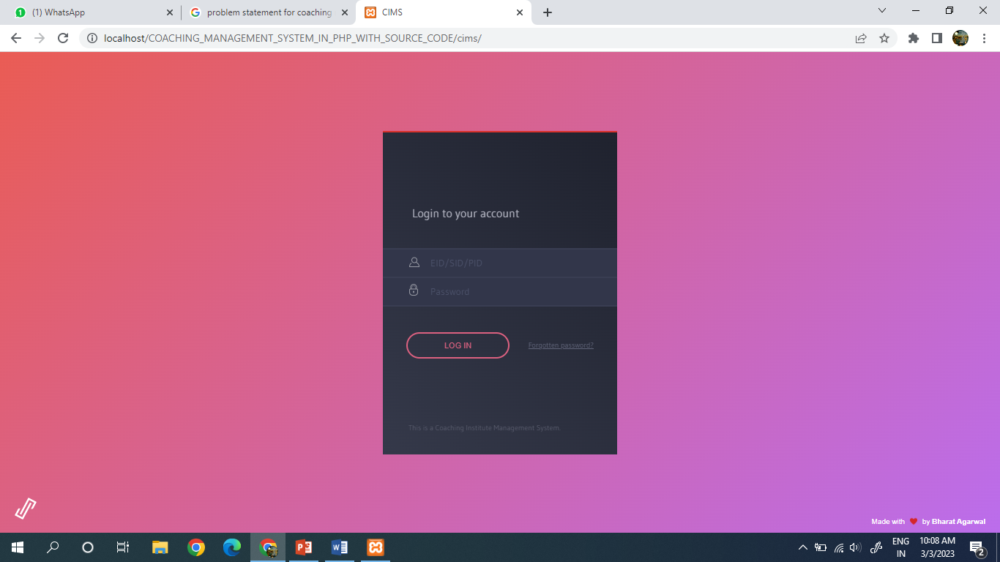 (1) WhatsApp
problem statement for coaching
CIMS
localhost/COACHING_MANAGEMENT_SYSTEM_IN_PHP_WITH_SOURCE_CODE/cims/
Login to your account
EID/SID/PID
Password
LOG IN Forgotten password?
This is a Coaching Institute Management System.
Made with ❤ by Bharat Agarwal
ENG 10:08 AM
IN 3/3/2023 2